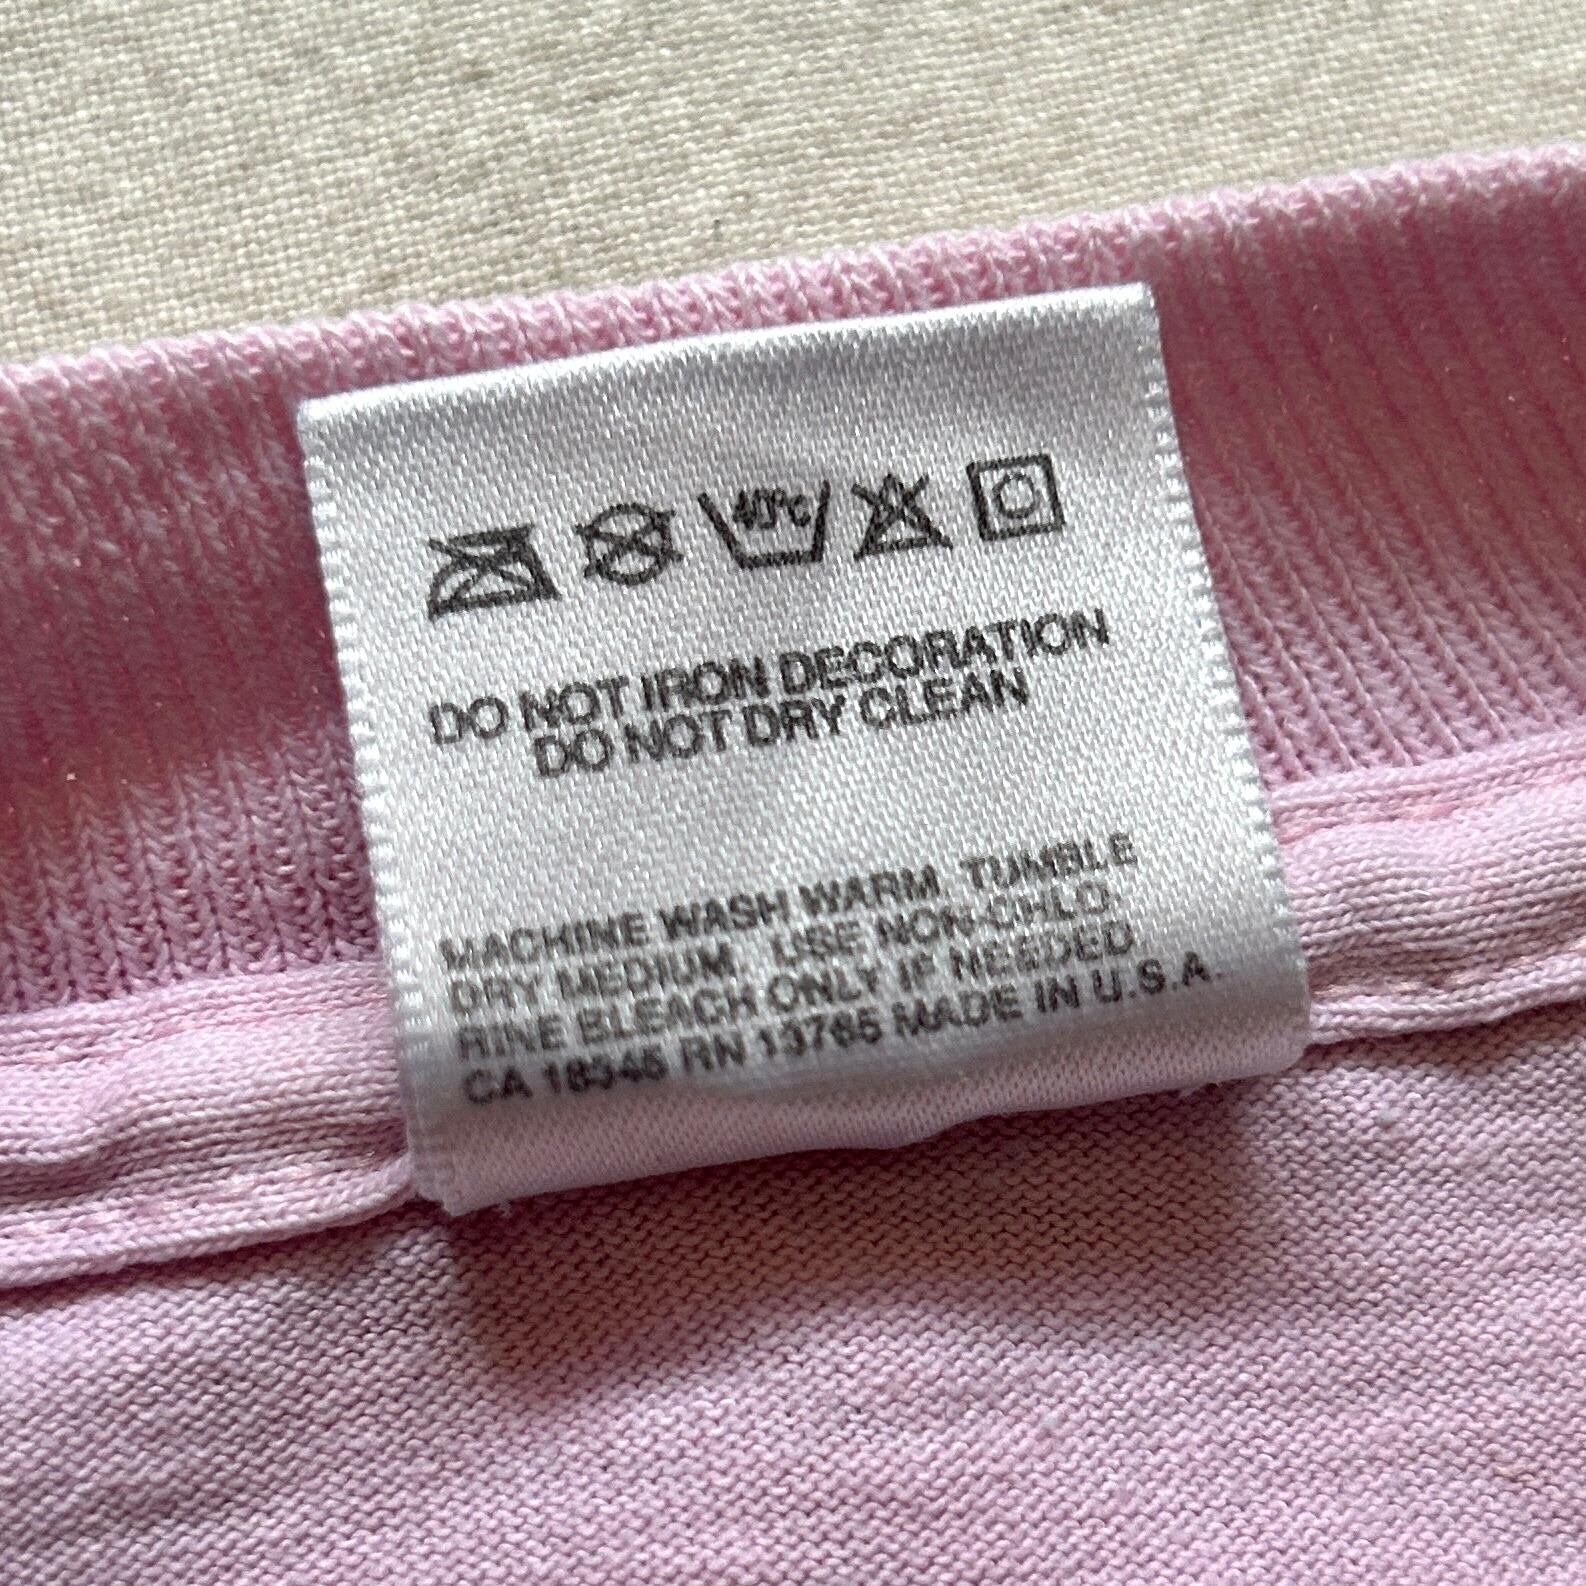 40°C
DO NOT IRON DECORATION
DO NOT DRY CLEAN
MACHINE WASH WARM. TUMBLE
DRY MEDIUM. USE NON-CHLO-
RINE BLEACH ONLY IF NEEDED.
CA 18545 RN 13765 MADE IN U.S.A.